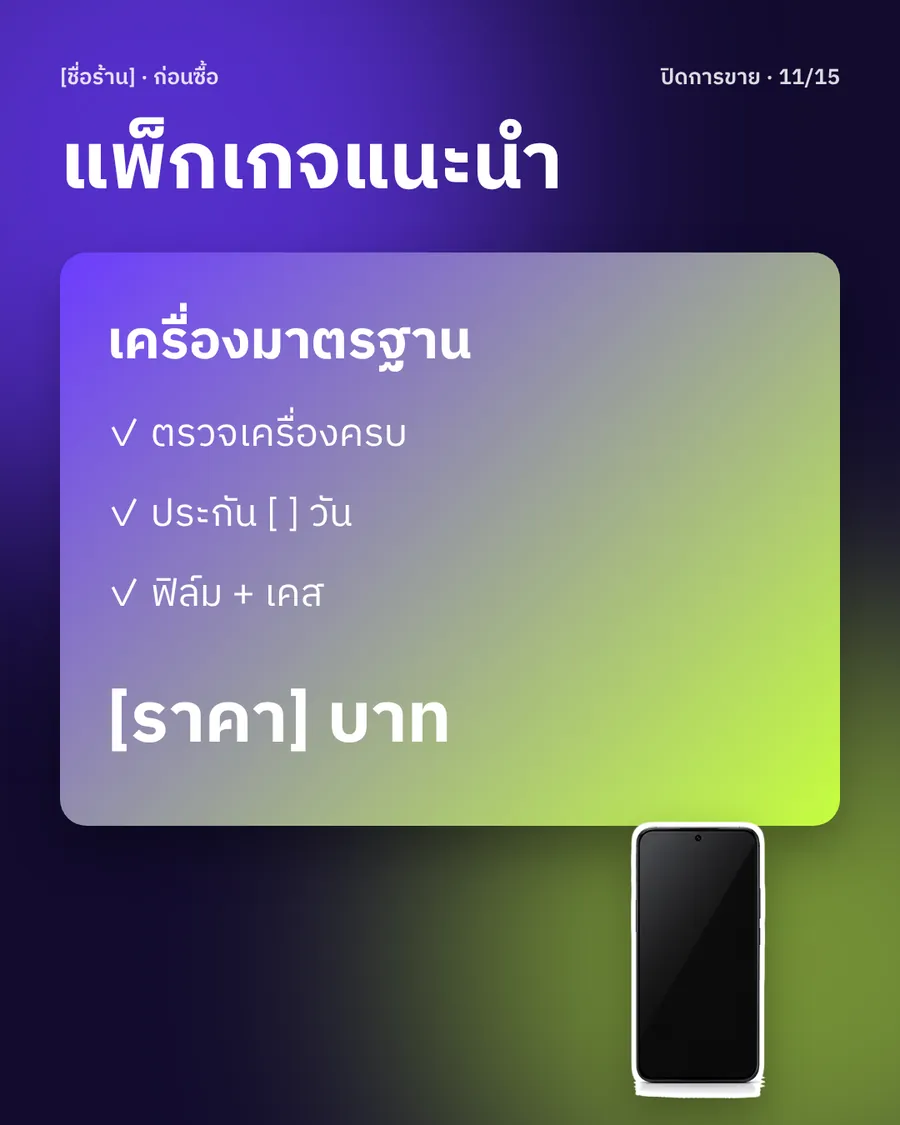 [ชื่อร้าน] · ก่อนซื้อ
ปิดการขาย · 11/15
แพ็กเกจแนะนำ
เครื่องมาตรฐาน
✓ ตรวจเครื่องครบ
✓ ประกัน [ ] วัน
✓ ฟิล์ม + เคส
[ราคา] บาท